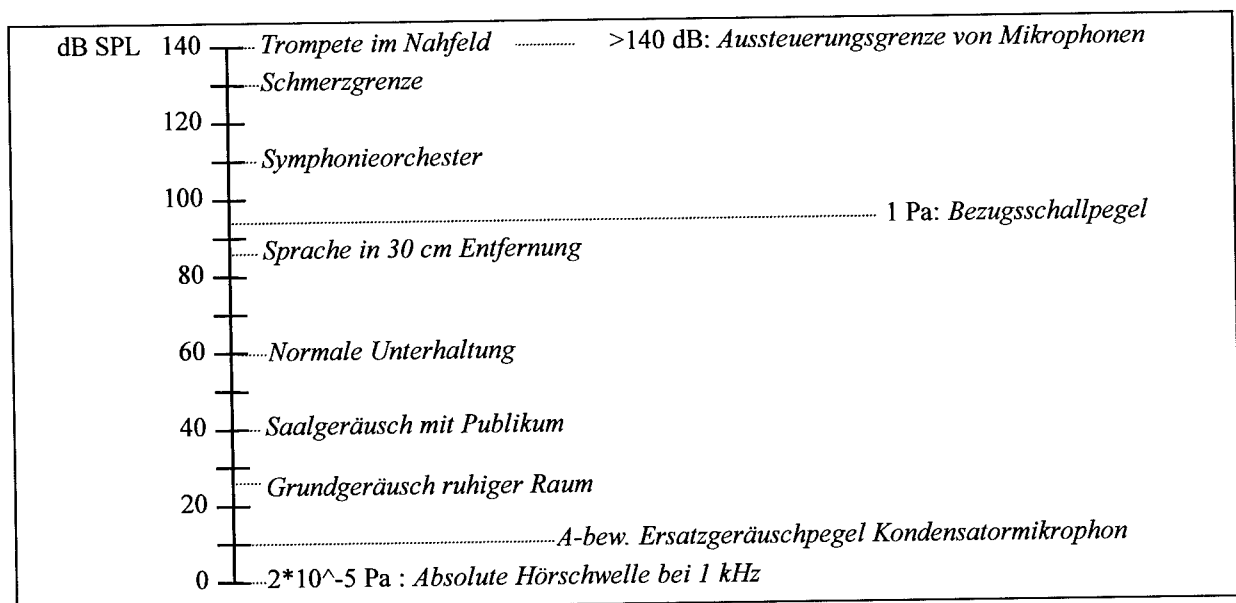 dB SPL 140 Trompete im Nahfeld >140 dB: Aussteuerungsgrenze von Mikrophonen
Schmerzgrenze
120
Symphonieorchester
100
1 Pa: Bezugsschallpegel
Sprache in 30 cm Entfernung
80
60 Normale Unterhaltung
40 Saalgeräusch mit Publikum
Grundgeräusch ruhiger Raum
20
A-bew. Ersatzgeräuschpegel Kondensatormikrophon
0 2*10^-5 Pa : Absolute Hörschwelle bei 1 kHz